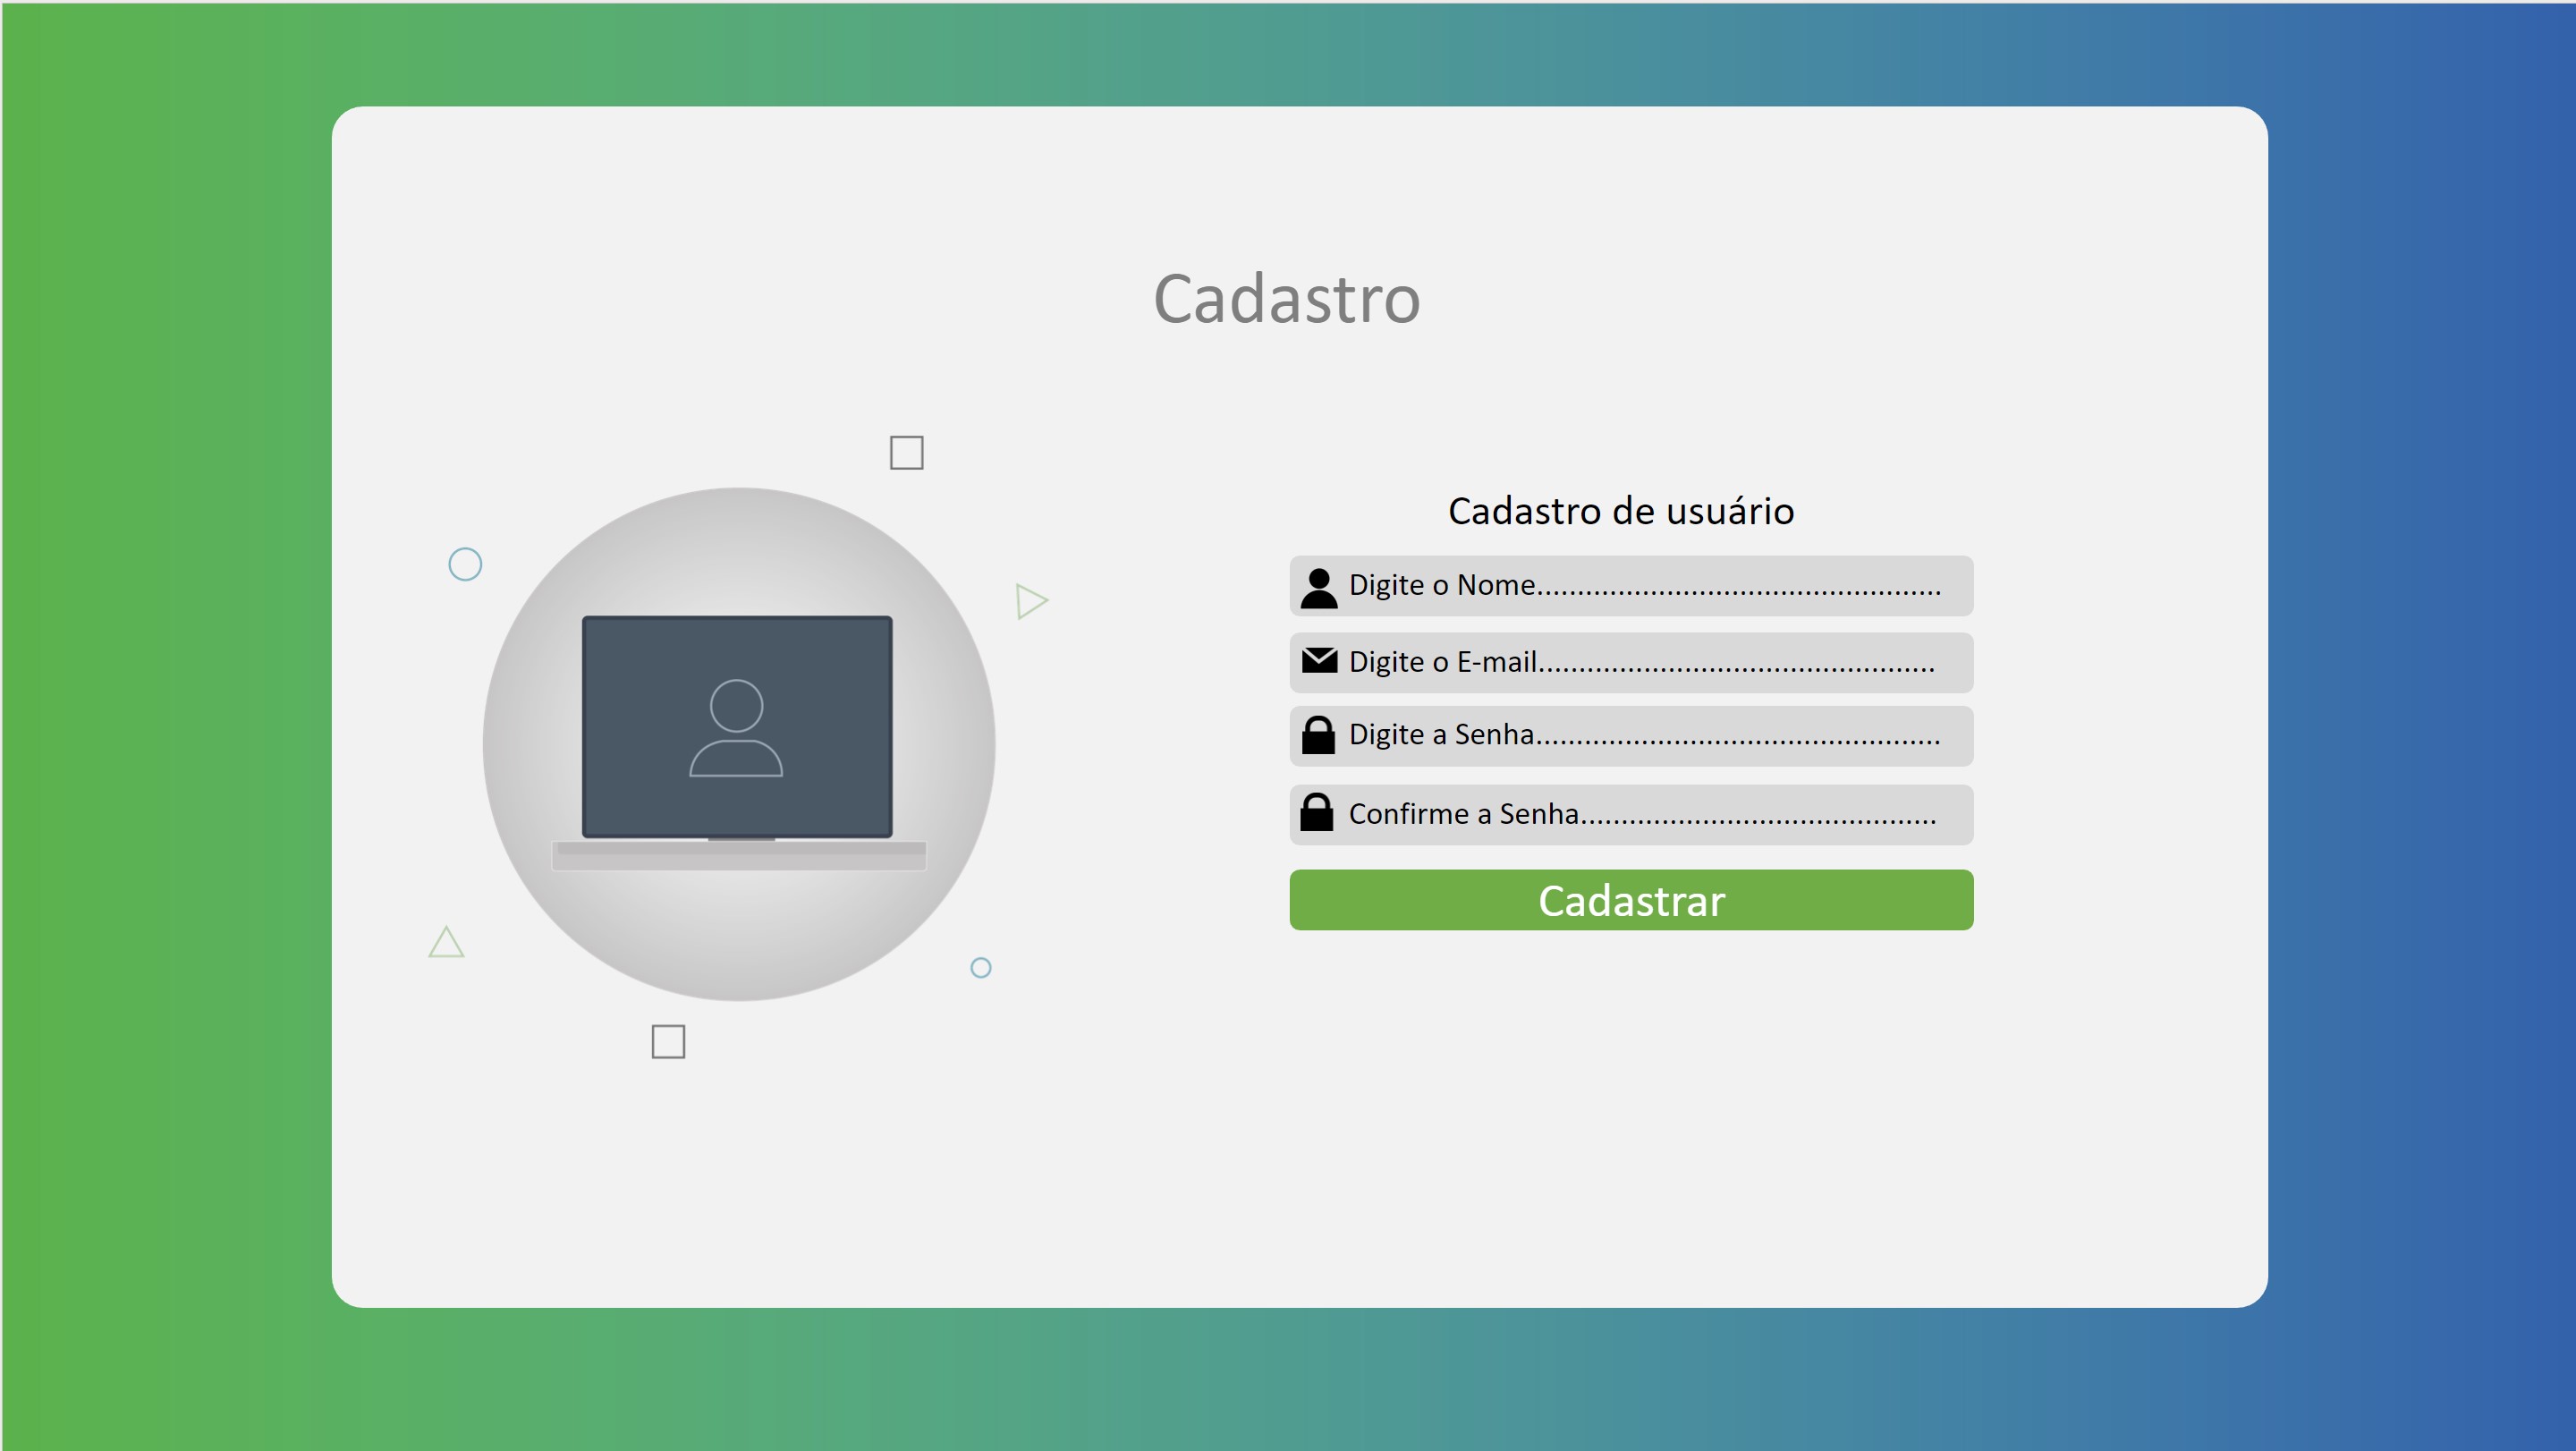 Cadastro
Cadastro de usuário
Digite o Nome..................................................
Digite o E-mail.................................................
Digite a Senha..................................................
Confirme a Senha............................................
Cadastrar